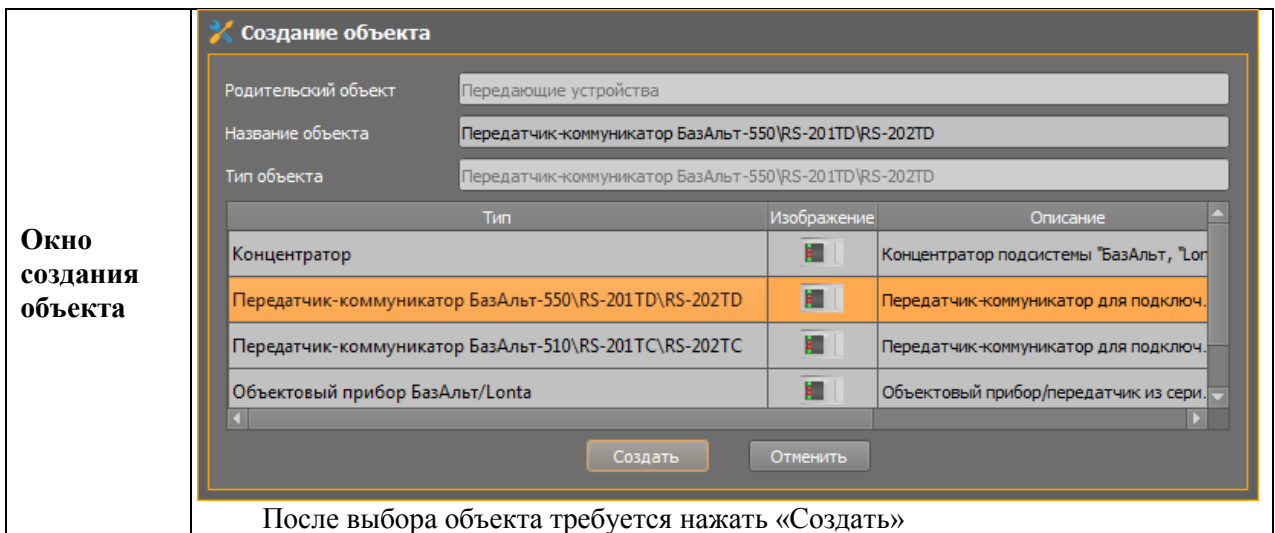 Создание объекта
Родительский объект Передающие устройства
Название объекта Передатчик-коммуникатор БазАльт-550\RS-201TD\RS-202TD
Тип объекта Передатчик-коммуникатор БазАльт-550\RS-201TD\RS-202TD
Тип Изображение Описание
Концентратор Концентратор подсистемы "БазАльт, "Lon
Передатчик-коммуникатор БазАльт-550\RS-201TD\RS-202TD Передатчик-коммуникатор для подключ.
Передатчик-коммуникатор БазАльт-510\RS-201TC\RS-202TC Передатчик-коммуникатор для подключ.
Объектовый прибор БазАльт/Lonta Объектовый прибор/передатчик из сери.
Создать Отменить
Окно
создания
объекта
После выбора объекта требуется нажать «Создать»